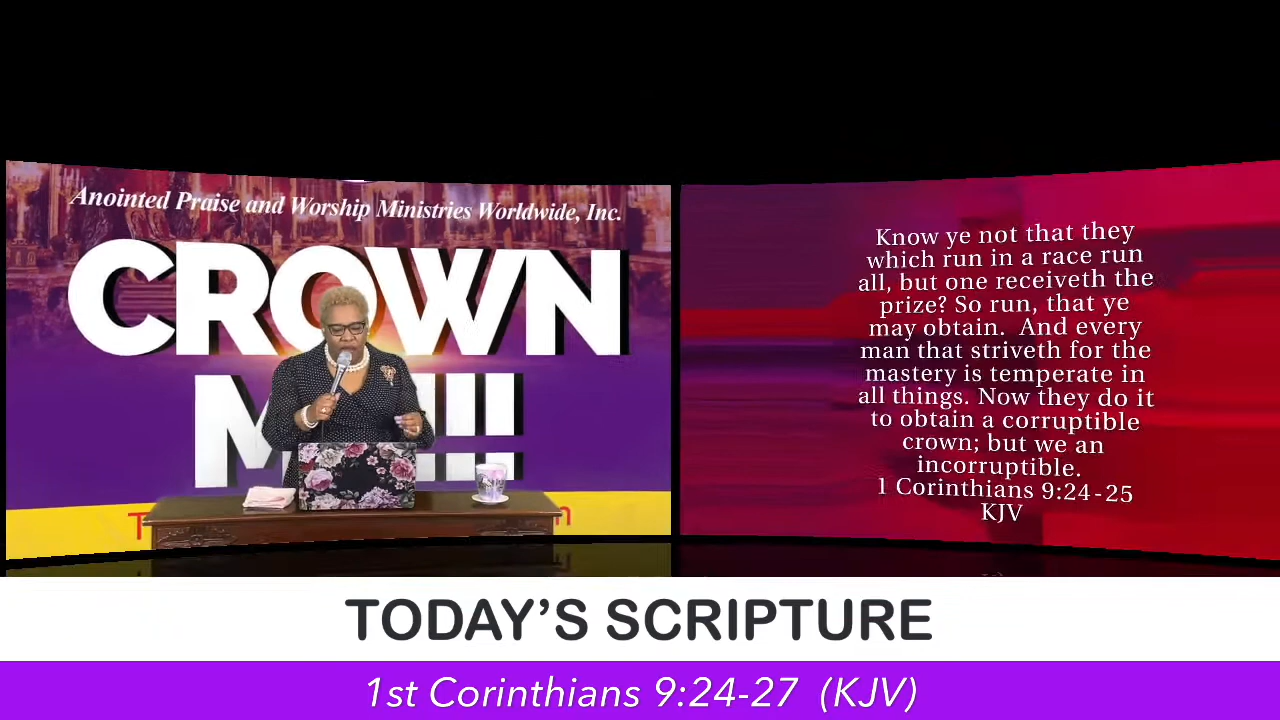 Anointed Praise and Worship Ministries Worldwide, Inc.
CROWN
M !!!
Know ye not that they
which run in a race run
all, but one receiveth the
prize? So run, that ye
may obtain. And every
man that striveth for the
mastery is temperate in
all things. Now they do it
to obtain a corruptible
crown; but we an
incorruptible.
1 Corinthians 9:24-25
KJV
TODAY'S SCRIPTURE
1st Corinthians 9:24-27 (KJV)